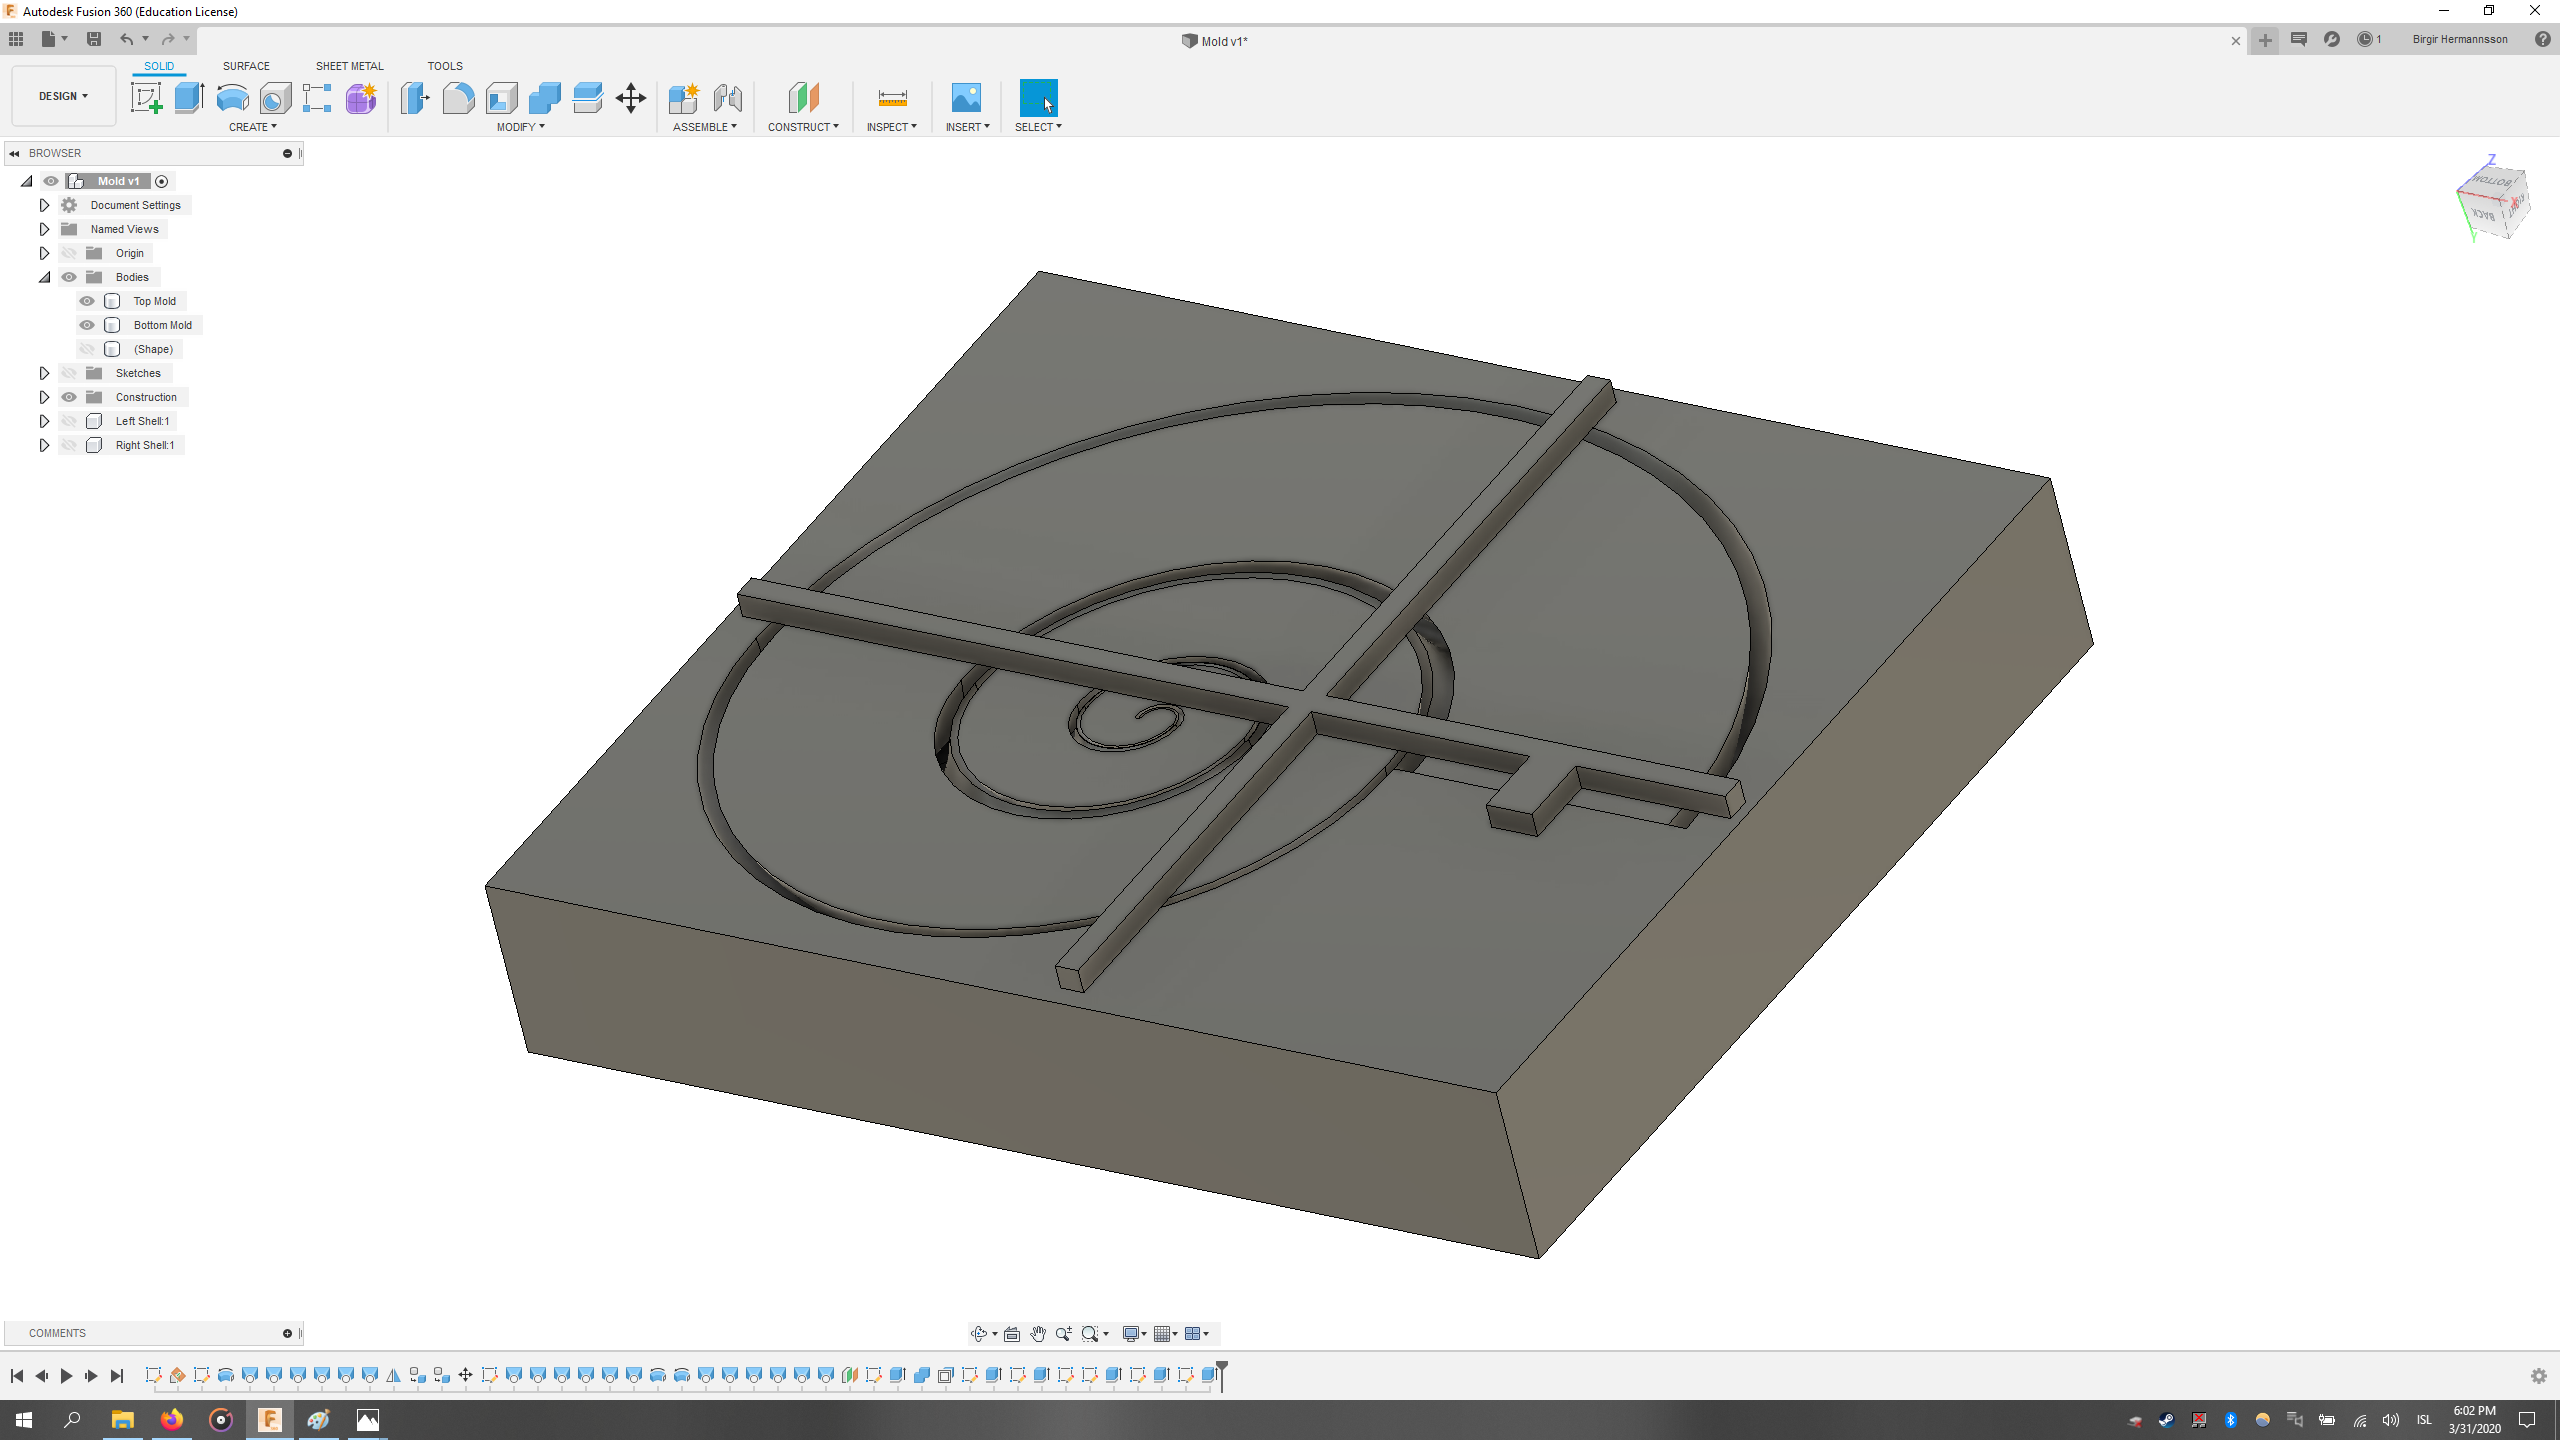 Autodesk Fusion 360 (Education License)
Mold v1*
1
Birgir Hermannsson
SOLID
SURFACE
SHEET METAL
TOOLS
DESIGN
CREATE
MODIFY
ASSEMBLE
CONSTRUCT
INSPECT
INSERT
SELECT
BROWSER
Mold v1
Document Settings
Named Views
Origin
Bodies
Top Mold
Bottom Mold
(Shape)
Sketches
Construction
Left Shell:1
Right Shell:1
Z
BOTTOM
BACK
RIGHT
X
Y
COMMENTS
ISL
6:02 PM
3/31/2020